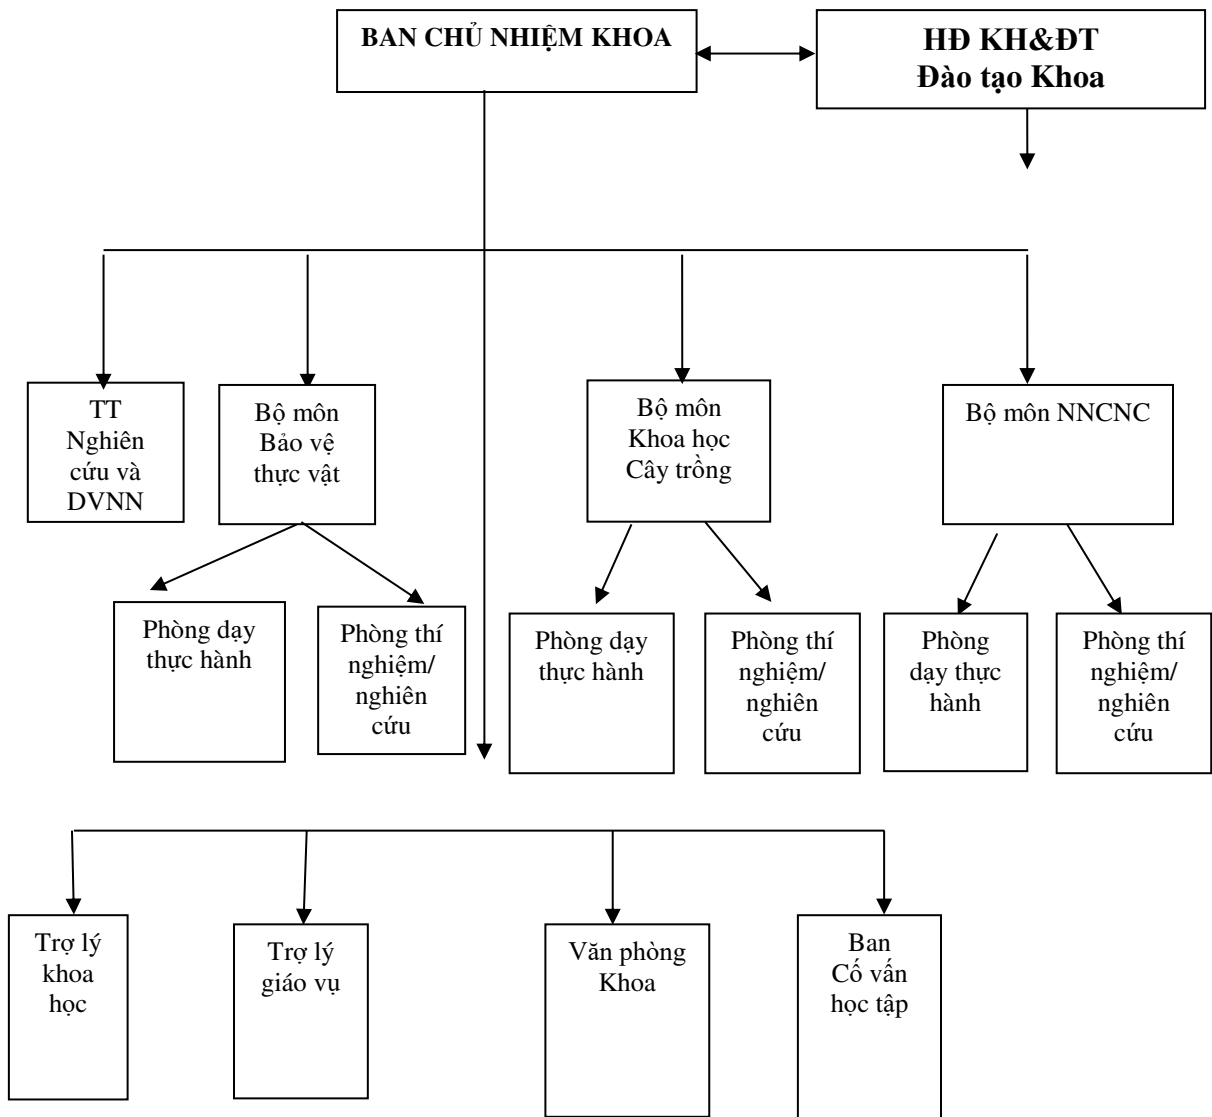 BAN CHỦ NHIỆM KHOA
HĐ KH&ĐT
Đào tạo Khoa
TT
Nghiên
cứu và
DVNN
Bộ môn
Bảo vệ
thực vật
Bộ môn
Khoa học
Cây trồng
Bộ môn NNCNC
Phòng dạy
thực hành
Phòng thí
nghiệm/
nghiên
cứu
Phòng dạy
thực hành
Phòng thí
nghiệm/
nghiên
cứu
Phòng
dạy thực
hành
Phòng thí
nghiệm/
nghiên
cứu
Trợ lý
khoa
học
Trợ lý
giáo vụ
Văn phòng
Khoa
Ban
Cố vấn
học tập